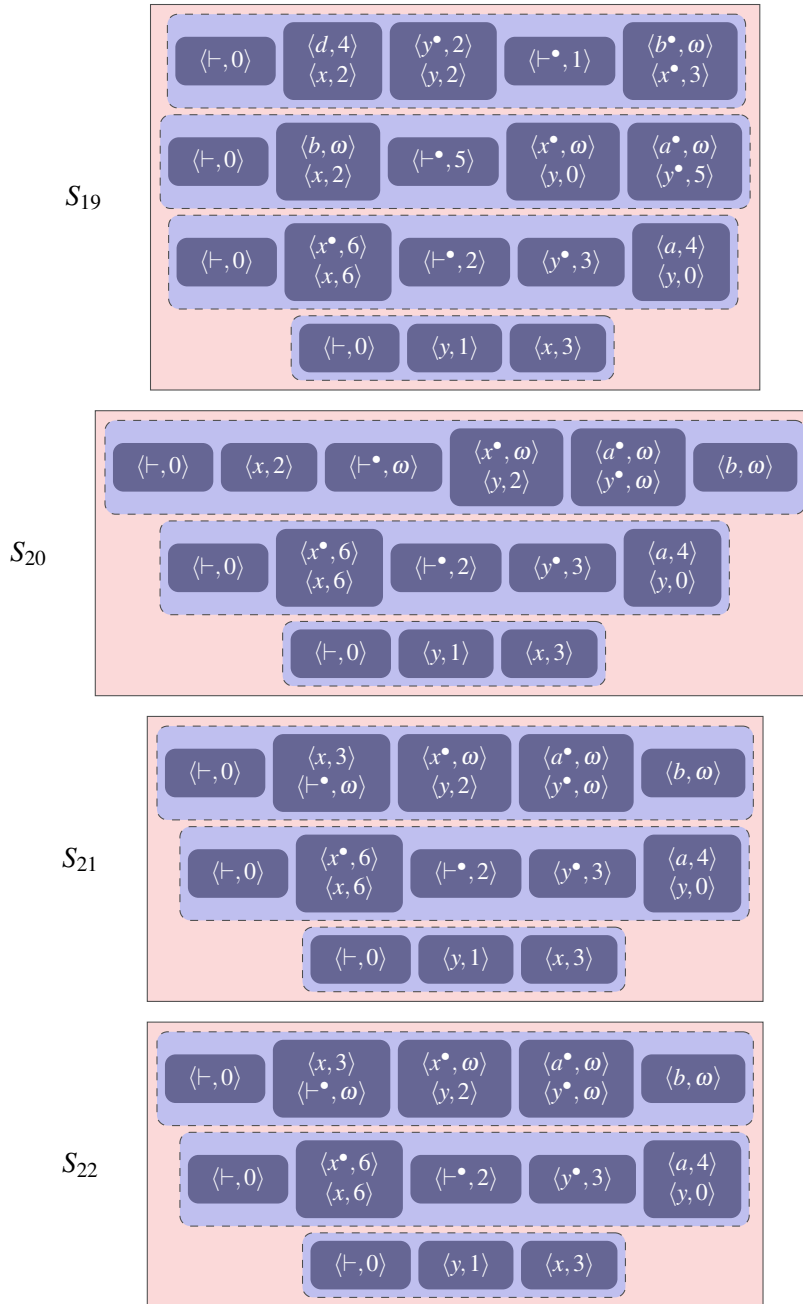 S₁₉
⟨⊢, 0⟩ ⟨d, 4⟩ ⟨x, 2⟩ ⟨y•, 2⟩ ⟨y, 2⟩ ⟨⊢•, 1⟩ ⟨b•, ω⟩ ⟨x•, 3⟩
⟨⊢, 0⟩ ⟨b, ω⟩ ⟨x, 2⟩ ⟨⊢•, 5⟩ ⟨x•, ω⟩ ⟨y, 0⟩ ⟨a•, ω⟩ ⟨y•, 5⟩
⟨⊢, 0⟩ ⟨x•, 6⟩ ⟨x, 6⟩ ⟨⊢•, 2⟩ ⟨y•, 3⟩ ⟨a, 4⟩ ⟨y, 0⟩
⟨⊢, 0⟩ ⟨y, 1⟩ ⟨x, 3⟩
S₂₀
⟨⊢, 0⟩ ⟨x, 2⟩ ⟨⊢•, ω⟩ ⟨x•, ω⟩ ⟨y, 2⟩ ⟨a•, ω⟩ ⟨y•, ω⟩ ⟨b, ω⟩
⟨⊢, 0⟩ ⟨x•, 6⟩ ⟨x, 6⟩ ⟨⊢•, 2⟩ ⟨y•, 3⟩ ⟨a, 4⟩ ⟨y, 0⟩
⟨⊢, 0⟩ ⟨y, 1⟩ ⟨x, 3⟩
S₂₁
⟨⊢, 0⟩ ⟨x, 3⟩ ⟨⊢•, ω⟩ ⟨x•, ω⟩ ⟨y, 2⟩ ⟨a•, ω⟩ ⟨y•, ω⟩ ⟨b, ω⟩
⟨⊢, 0⟩ ⟨x•, 6⟩ ⟨x, 6⟩ ⟨⊢•, 2⟩ ⟨y•, 3⟩ ⟨a, 4⟩ ⟨y, 0⟩
⟨⊢, 0⟩ ⟨y, 1⟩ ⟨x, 3⟩
S₂₂
⟨⊢, 0⟩ ⟨x, 3⟩ ⟨⊢•, ω⟩ ⟨x•, ω⟩ ⟨y, 2⟩ ⟨a•, ω⟩ ⟨y•, ω⟩ ⟨b, ω⟩
⟨⊢, 0⟩ ⟨x•, 6⟩ ⟨x, 6⟩ ⟨⊢•, 2⟩ ⟨y•, 3⟩ ⟨a, 4⟩ ⟨y, 0⟩
⟨⊢, 0⟩ ⟨y, 1⟩ ⟨x, 3⟩